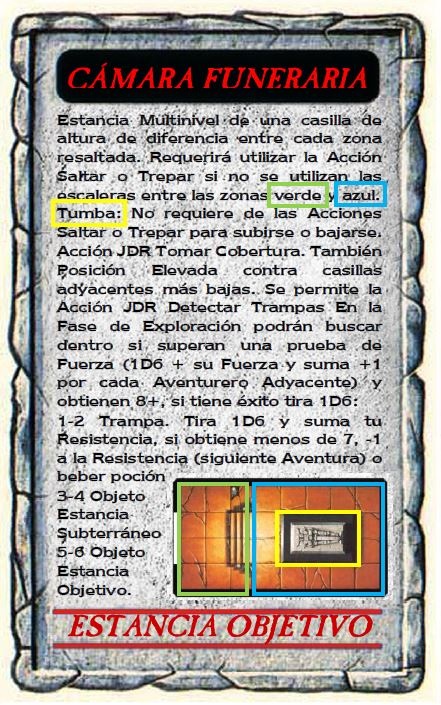 CÁMARA FUNERARIA
Estancia Multinivel de una casilla de
altura de diferencia entre cada zona
resaltada. Requerirá utilizar la Acción
Saltar o Trepar si no se utilizan las
escaleras entre las zonas verde y azul.
Tumba: No requiere de las Acciones
Saltar o Trepar para subirse o bajarse.
Acción JDR Tomar Cobertura. También
Posición Elevada contra casillas
adyacentes más bajas. Se permite la
Acción JDR Detectar Trampas En la
Fase de Exploración podrán buscar
dentro si superan una prueba de
Fuerza (1D6 + su Fuerza y suma +1
por cada Aventurero Adyacente) y
obtienen 8+, si tiene éxito tira 1D6:
1-2 Trampa. Tira 1D6 y suma tu
Resistencia, si obtiene menos de 7, -1
a la Resistencia (siguiente Aventura) o
beber poción
3-4 Objeto
Estancia
Subterráneo
5-6 Objeto
Estancia
Objetivo.
ESTANCIA OBJETIVO